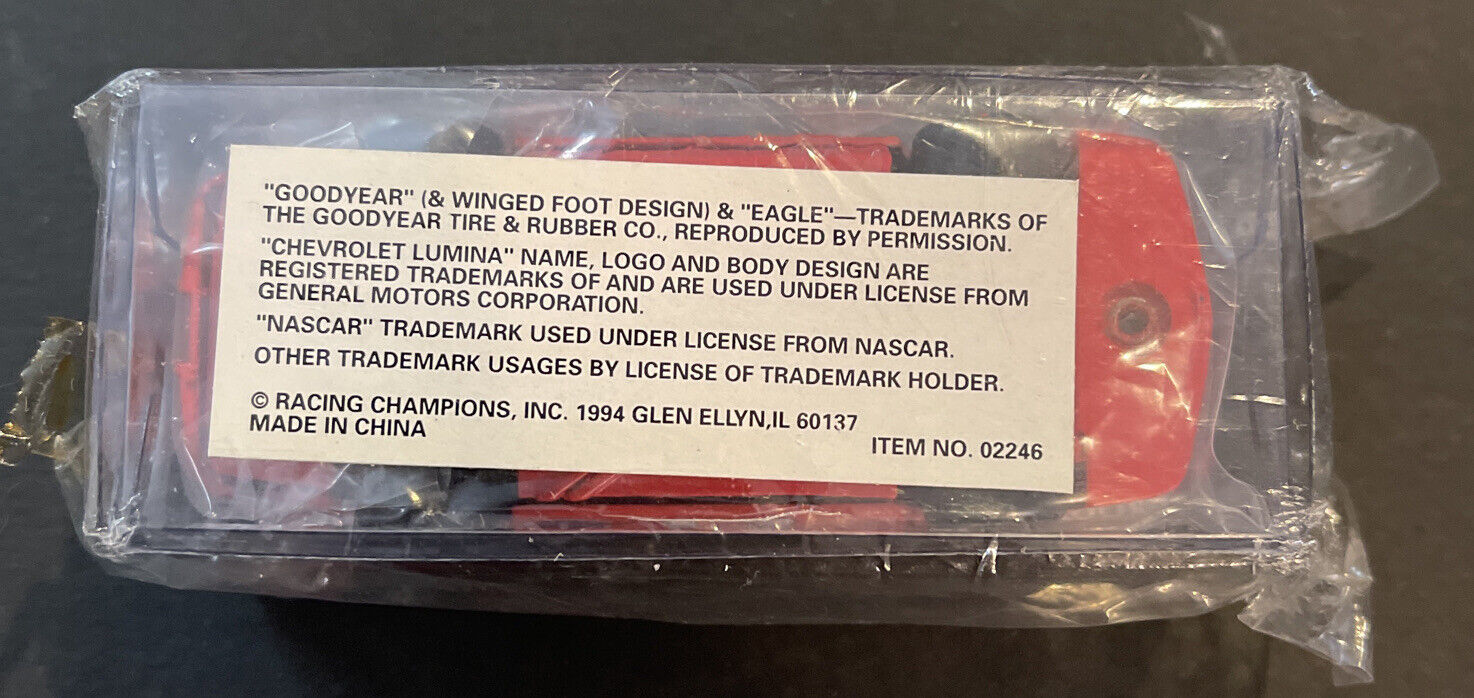 "GOODYEAR" (& WINGED FOOT DESIGN) & "EAGLE"—TRADEMARKS OF
THE GOODYEAR TIRE & RUBBER CO., REPRODUCED BY PERMISSION.
"CHEVROLET LUMINA" NAME, LOGO AND BODY DESIGN ARE
REGISTERED TRADEMARKS OF AND ARE USED UNDER LICENSE FROM
GENERAL MOTORS CORPORATION.
"NASCAR" TRADEMARK USED UNDER LICENSE FROM NASCAR.
OTHER TRADEMARK USAGES BY LICENSE OF TRADEMARK HOLDER.
© RACING CHAMPIONS, INC. 1994 GLEN ELLYN,IL 60137
MADE IN CHINA
ITEM NO. 02246